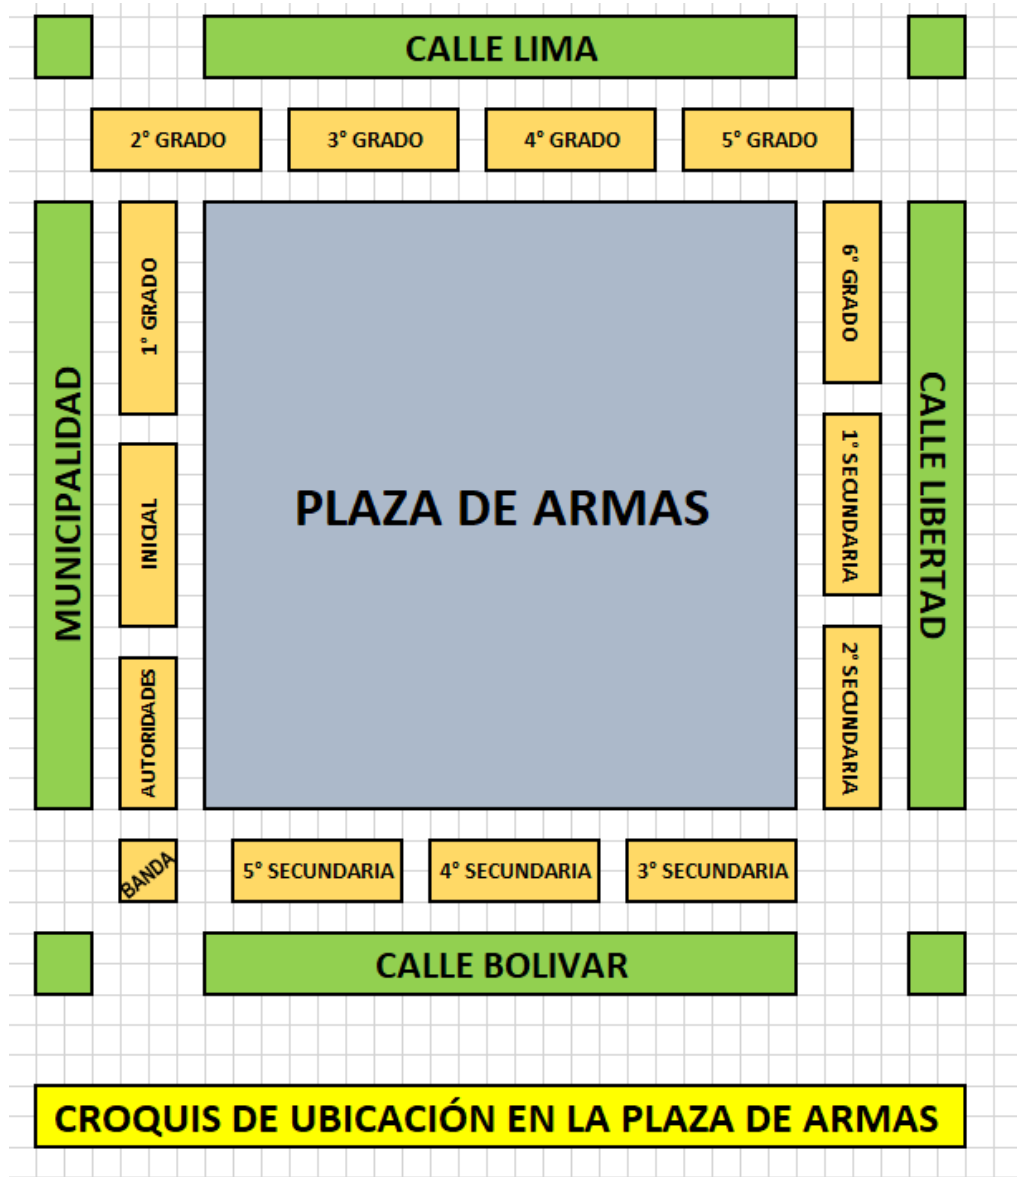 CALLE LIMA
2° GRADO
3° GRADO
4° GRADO
5° GRADO
1° GRADO
6° GRADO
MUNICIPALIDAD
INICIAL
PLAZA DE ARMAS
1° SECUNDARIA
CALLE LIBERTAD
AUTORIDADES
2° SECUNDARIA
BANDA
5° SECUNDARIA
4° SECUNDARIA
3° SECUNDARIA
CALLE BOLIVAR
CROQUIS DE UBICACIÓN EN LA PLAZA DE ARMAS